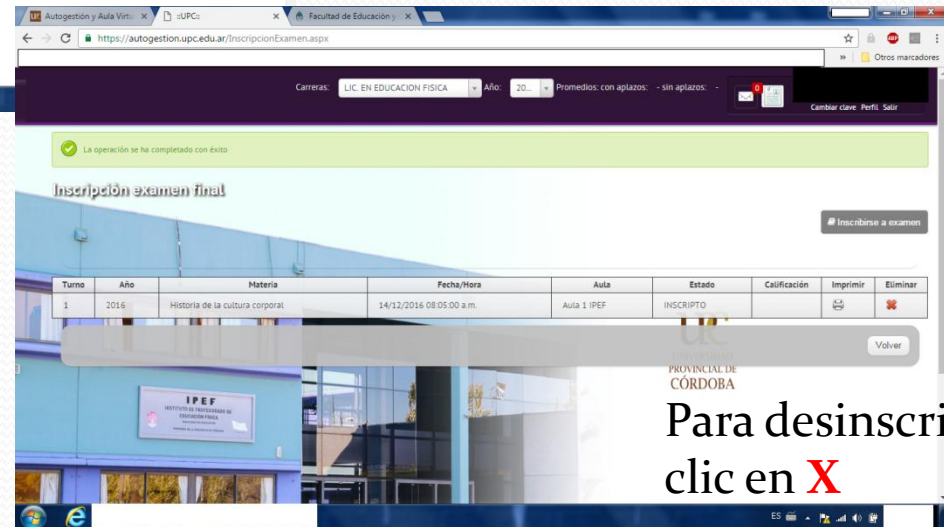 Autogestión y Aula Virtu
::UPC::
Facultad de Educación y
https://autogestion.upc.edu.ar/InscripcionExamen.aspx
» Otros marcadores
Carreras: LIC. EN EDUCACION FISICA Año: 20... Promedios: con aplazos: - sin aplazos: - 0
Cambiar clave Perfil Salir
La operación se ha completado con éxito
Inscripción examen final
Inscribirse a examen
Turno Año Materia Fecha/Hora Aula Estado Calificación Imprimir Eliminar
1 2016 Historia de la cultura corporal 14/12/2016 08:05:00 a.m. Aula 1 IPEF INSCRIPTO
Volver
UNIVERSIDAD
PROVINCIAL DE
CÓRDOBA
IPEF
INSTITUTO DE PROFESORADO DE
EDUCACIÓN FÍSICA
Para desinscri
clic en X
ES